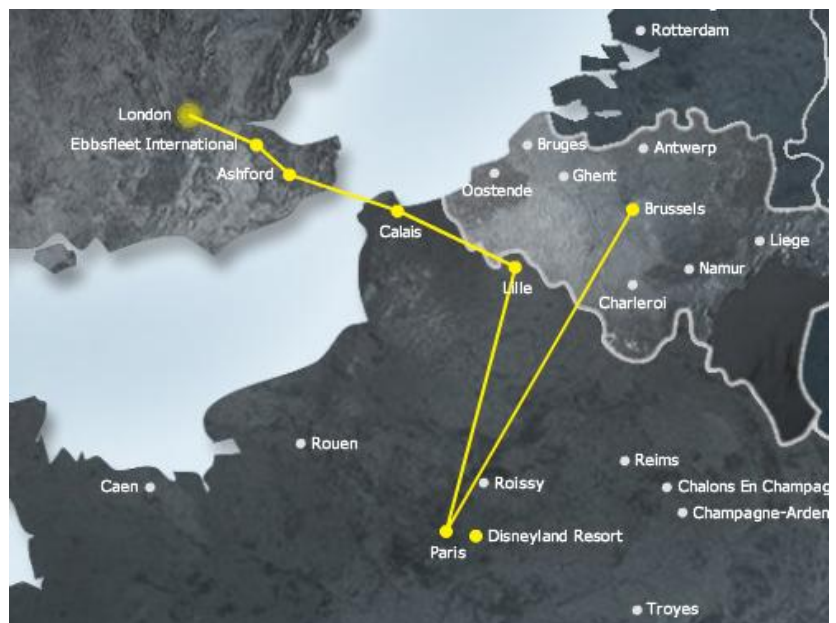 Rotterdam
London
Ebbsfleet International
Bruges
Antwerp
Ashford
Oostende
Ghent
Brussels
Calais
Liege
Namur
Lille
Charleroi
Rouen
Reims
Caen
Roissy
Chalons En Champag
Champagne-Arden
Disneyland Resort
Paris
Troyes